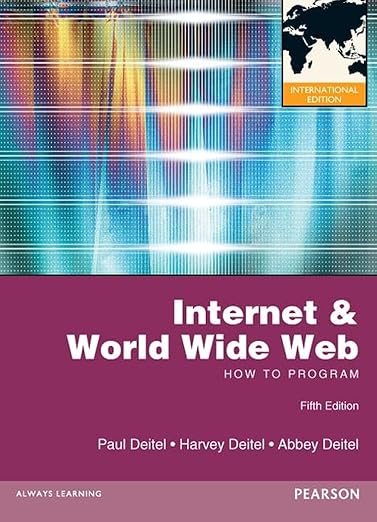 INTERNATIONAL
EDITION
Internet &
World Wide Web
HOW TO PROGRAM
Fifth Edition
Paul Deitel • Harvey Deitel • Abbey Deitel
ALWAYS LEARNING
PEARSON